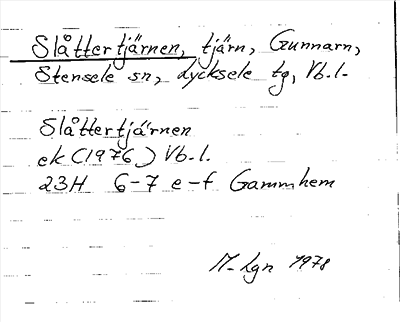 Slåttertjärnen, tjärn, Gunnarn,
Stensele sn, Lycksele tg, Vb.l.
Slåttertjärnen
ek (1976) Vb.l.
23H 6-7 e-f Gammhem
M-Lgn 1978